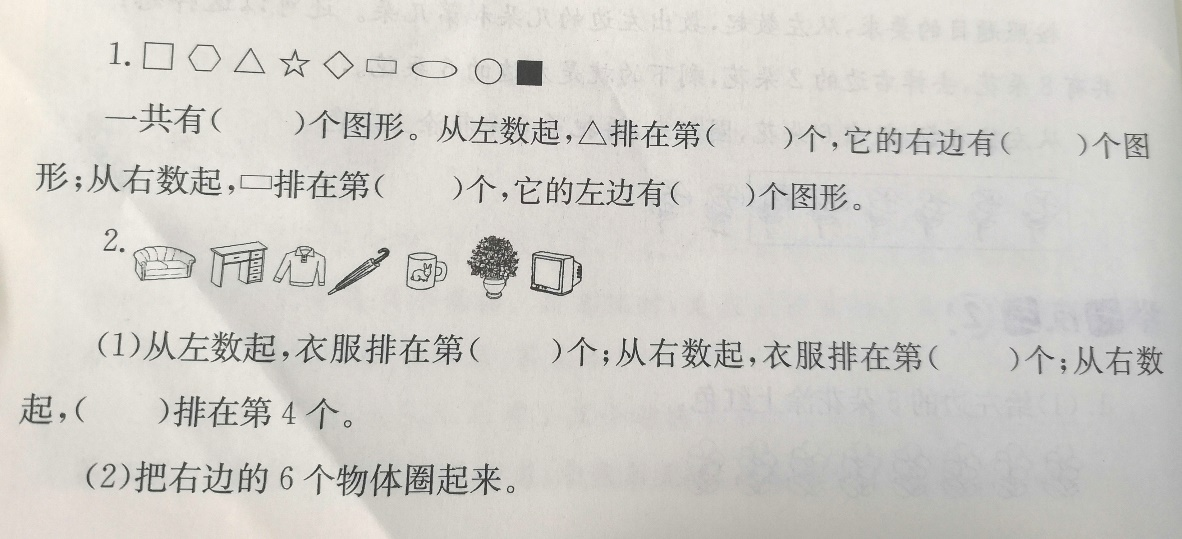 1. □ ⬡ △ ☆ ◇ ▭ ⬭ ○ ■
一共有(  )个图形。从左数起,△排在第(  )个,它的右边有(  )个图
形;从右数起,▭排在第(  )个,它的左边有(  )个图形。
2.
(1)从左数起,衣服排在第(  )个;从右数起,衣服排在第(  )个;从右数
起,(  )排在第 4 个。
(2)把右边的 6 个物体圈起来。